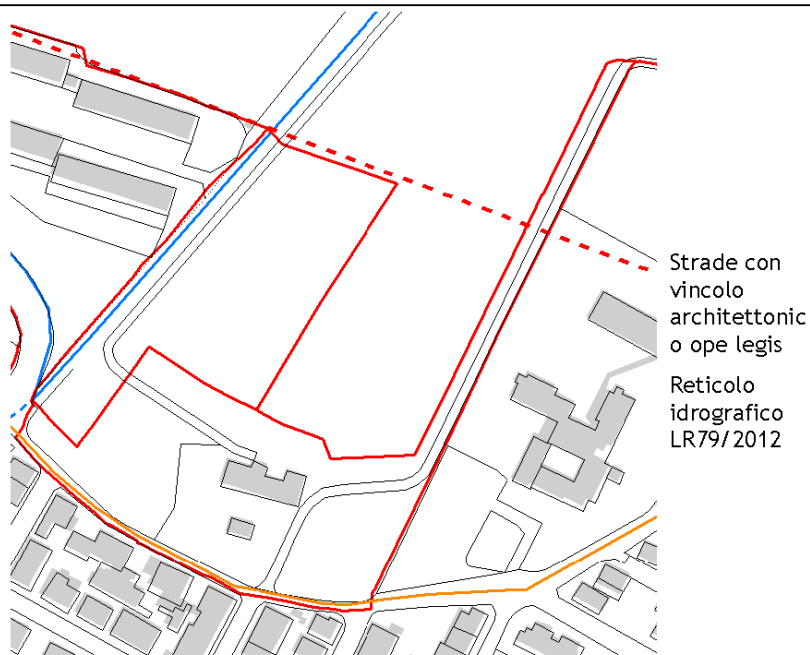 Strade con
vincolo
architettonic
o ope legis
Reticolo
idrografico
LR79/2012